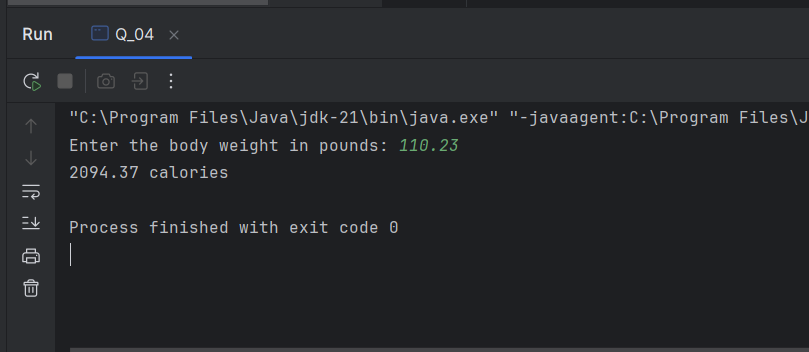 Run Q_04
"C:\Program Files\Java\jdk-21\bin\java.exe" "-javaagent:C:\Program Files\J
Enter the body weight in pounds: 110.23
2094.37 calories
Process finished with exit code 0